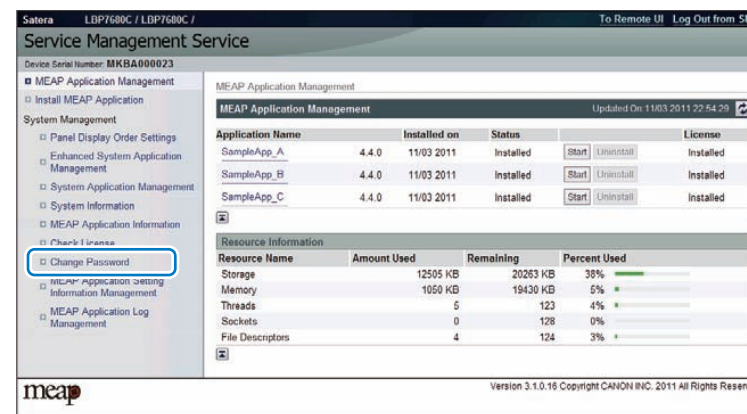 Satera LBP7680C / LBP7680C / To Remote UI Log Out from
Service Management Service
Device Serial Number: MKBA000023
MEAP Application Management
Install MEAP Application
System Management
Panel Display Order Settings
Enhanced System Application
Management
System Application Management
System Information
MEAP Application Information
Check License
Change Password
MEAP Application Setting
Information Management
MEAP Application Log
Management
MEAP Application Management
MEAP Application Management Updated On:11/03 2011 22:54:29
Application Name Installed on Status License
SampleApp_A 4.4.0 11/03 2011 Installed Start Uninstall Installed
SampleApp_B 4.4.0 11/03 2011 Installed Start Uninstall Installed
SampleApp_C 4.4.0 11/03 2011 Installed Start Uninstall Installed
Resource Information
Resource Name Amount Used Remaining Percent Used
Storage 12505 KB 20263 KB 38%
Memory 1050 KB 19430 KB 5%
Threads 5 123 4%
Sockets 0 128 0%
File Descriptors 4 124 3%
meap
Version 3.1.0.16 Copyright CANON INC. 2011 All Rights Reser